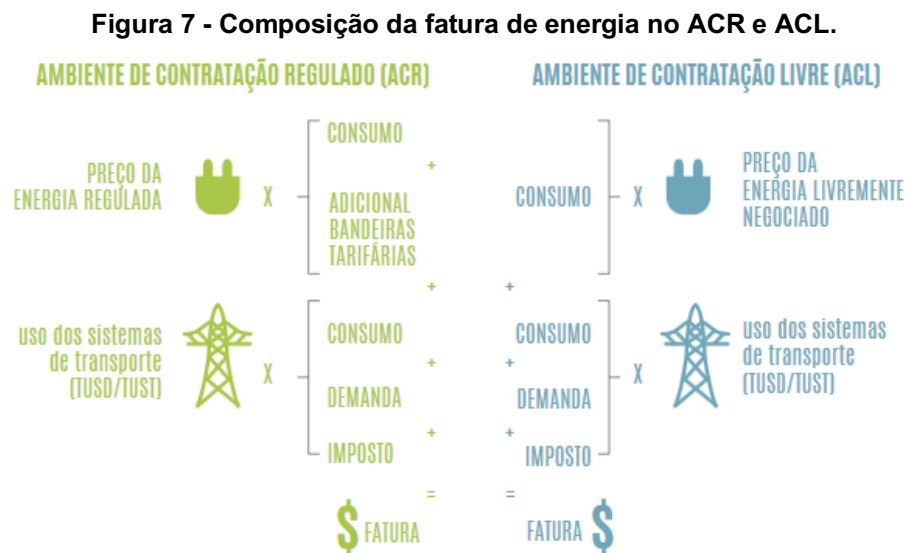 Figura 7 - Composição da fatura de energia no ACR e ACL.
AMBIENTE DE CONTRATAÇÃO REGULADO (ACR)
PREÇO DA
ENERGIA REGULADA
X
CONSUMO
+
ADICIONAL
BANDEIRAS
TARIFÁRIAS
+
uso dos sistemas
de transporte
(TUSD/TUST)
X
CONSUMO
+
DEMANDA
+
IMPOSTO
=
$ FATURA
AMBIENTE DE CONTRATAÇÃO LIVRE (ACL)
CONSUMO
X
PREÇO DA
ENERGIA LIVREMENTE
NEGOCIADO
+
CONSUMO
+
DEMANDA
+
IMPOSTO
X
uso dos sistemas
de transporte
(TUSD/TUST)
=
FATURA $